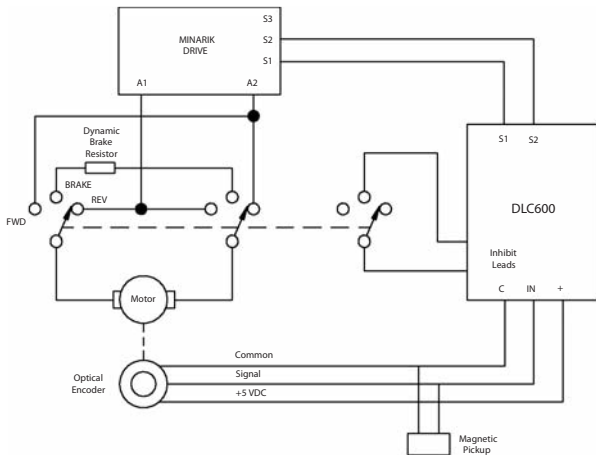 S3
MINARIK
DRIVE
S2
S1
A1
A2
Dynamic
Brake
Resistor
S1
S2
BRAKE
REV
FWD
DLC600
Inhibit
Leads
C
IN
+
Motor
Common
Signal
+5 VDC
Optical
Encoder
Magnetic
Pickup